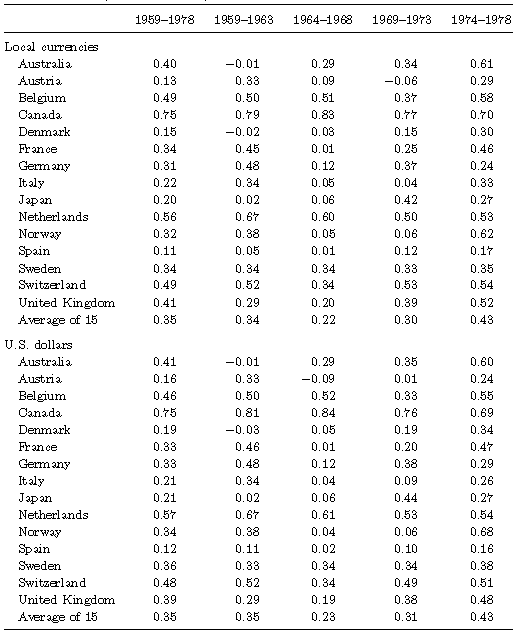 1959–1978 1959–1963 1964–1968 1969–1973 1974–1978
Local currencies
Australia 0.40 −0.01 0.29 0.34 0.61
Austria 0.13 0.33 0.79 −0.06 0.29
Belgium 0.49 0.50 0.51 0.37 0.58
Canada 0.75 0.79 0.83 0.77 0.70
Denmark 0.15 −0.02 0.03 0.15 0.30
France 0.34 0.45 0.01 0.25 0.46
Germany 0.31 0.48 0.12 0.37 0.24
Italy 0.22 0.34 0.05 0.04 0.33
Japan 0.20 0.02 0.06 0.42 0.27
Netherlands 0.56 0.67 0.60 0.50 0.53
Norway 0.32 0.38 0.05 0.06 0.62
Spain 0.11 0.05 0.01 0.12 0.17
Sweden 0.34 0.34 0.34 0.33 0.35
Switzerland 0.49 0.52 0.34 0.53 0.54
United Kingdom 0.41 0.29 0.20 0.39 0.52
Average of 15 0.35 0.34 0.22 0.30 0.43
U.S. dollars
Australia 0.41 −0.01 0.29 0.35 0.60
Austria 0.16 0.33 −0.09 0.01 0.24
Belgium 0.46 0.50 0.52 0.33 0.55
Canada 0.75 0.81 0.84 0.76 0.69
Denmark 0.19 −0.03 0.05 0.19 0.34
France 0.33 0.46 0.01 0.20 0.47
Germany 0.33 0.48 0.12 0.38 0.29
Italy 0.21 0.34 0.04 0.09 0.26
Japan 0.21 0.02 0.06 0.44 0.27
Netherlands 0.57 0.67 0.61 0.53 0.54
Norway 0.34 0.38 0.04 0.06 0.68
Spain 0.12 0.11 0.02 0.10 0.16
Sweden 0.36 0.33 0.34 0.34 0.38
Switzerland 0.48 0.52 0.34 0.49 0.51
United Kingdom 0.39 0.29 0.19 0.38 0.48
Average of 15 0.35 0.35 0.23 0.31 0.43